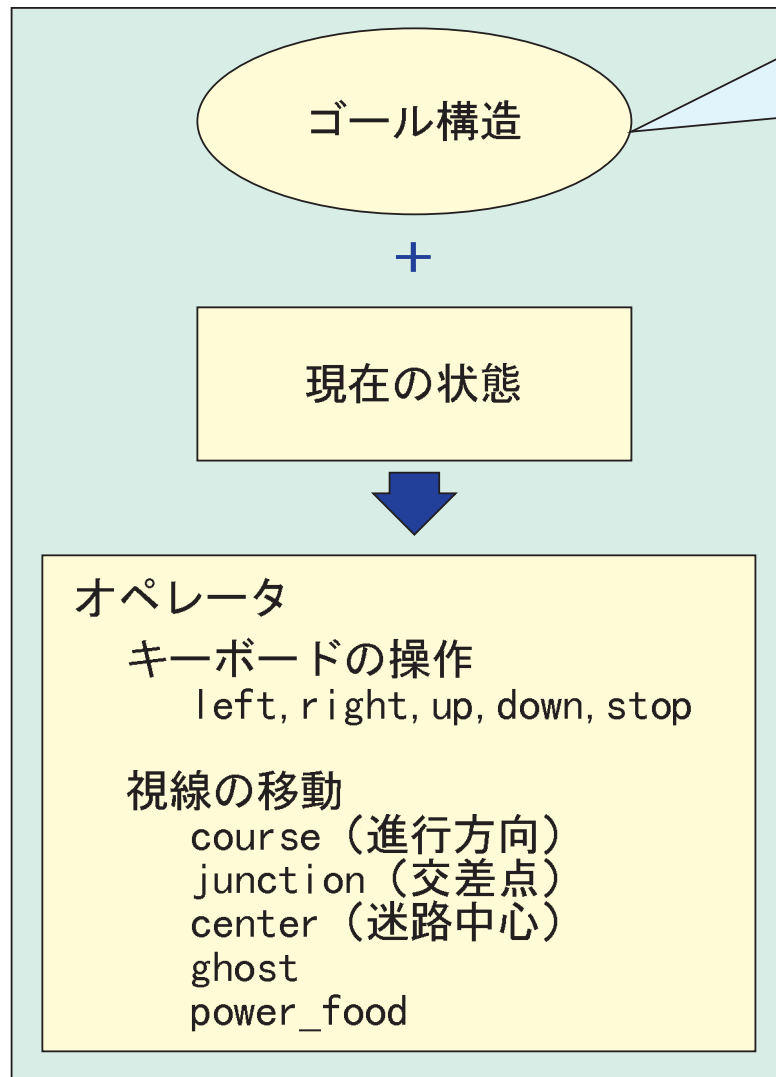 ゴール構造
+
現在の状態
オペレータ
キーボードの操作
left,right,up,down,stop
視線の移動
course（進行方向）
junction（交差点）
center（迷路中心）
ghost
power_food